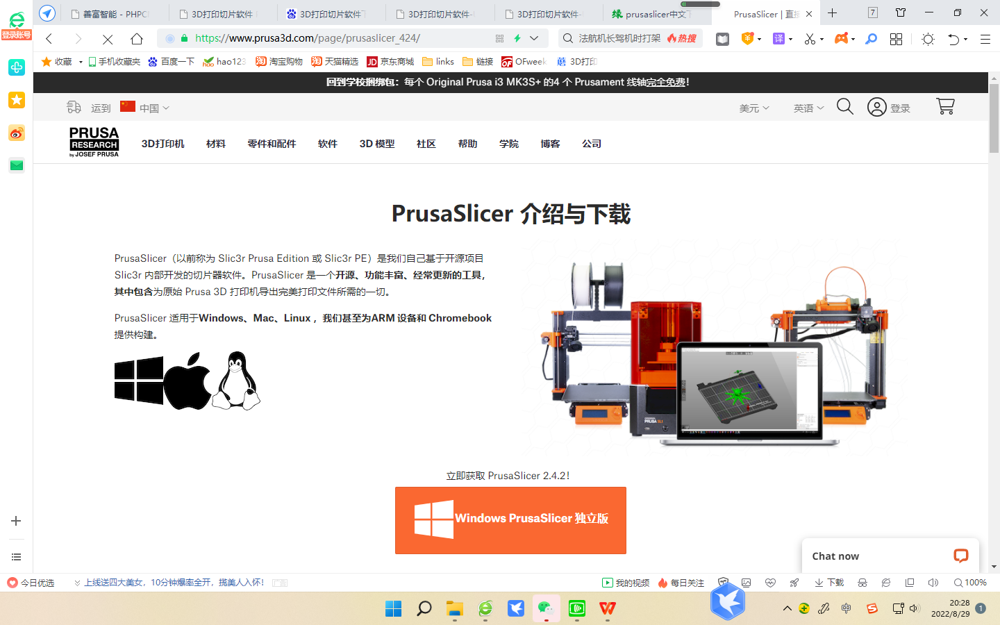 善富智能 - PHPC
3D打印切片软件
3D打印切片软件下
3D打印切片软件-
3D打印切片软件-
绿 prusaslicer中文下
PrusaSlicer | 直接
7
登录账号
https://www.prusa3d.com/page/prusaslicer_424/
法航机长驾机时打架 热搜
译
收藏
手机收藏夹
百度一下
hao123
淘宝购物
天猫精选
JD 京东商城
links
链接
OFweek
3D打印
回到学校捆绑包：每个 Original Prusa i3 MK3S+ 的4 个 Prusament 线轴完全免费！
运到 中国
美元
英语
登录
PRUSA
RESEARCH
by JOSEF PRUSA
3D打印机
材料
零件和配件
软件
3D 模型
社区
帮助
学院
博客
公司
PrusaSlicer 介绍与下载
PrusaSlicer（以前称为 Slic3r Prusa Edition 或 Slic3r PE）是我们自己基于开源项目
Slic3r 内部开发的切片器软件。PrusaSlicer 是一个开源、功能丰富、经常更新的工具，
其中包含为原始 Prusa 3D 打印机导出完美打印文件所需的一切。
PrusaSlicer 适用于Windows、Mac、Linux ，我们甚至为ARM 设备和 Chromebook
提供构建。
PRUSA SL1
立即获取 PrusaSlicer 2.4.2！
Windows PrusaSlicer 独立版
Chat now
今日优选
上线送四大美女，10分钟爆率全开，揽美人入怀！
广告
我的视频
每日关注
下载
100%
中
20:28
2022/8/29
1